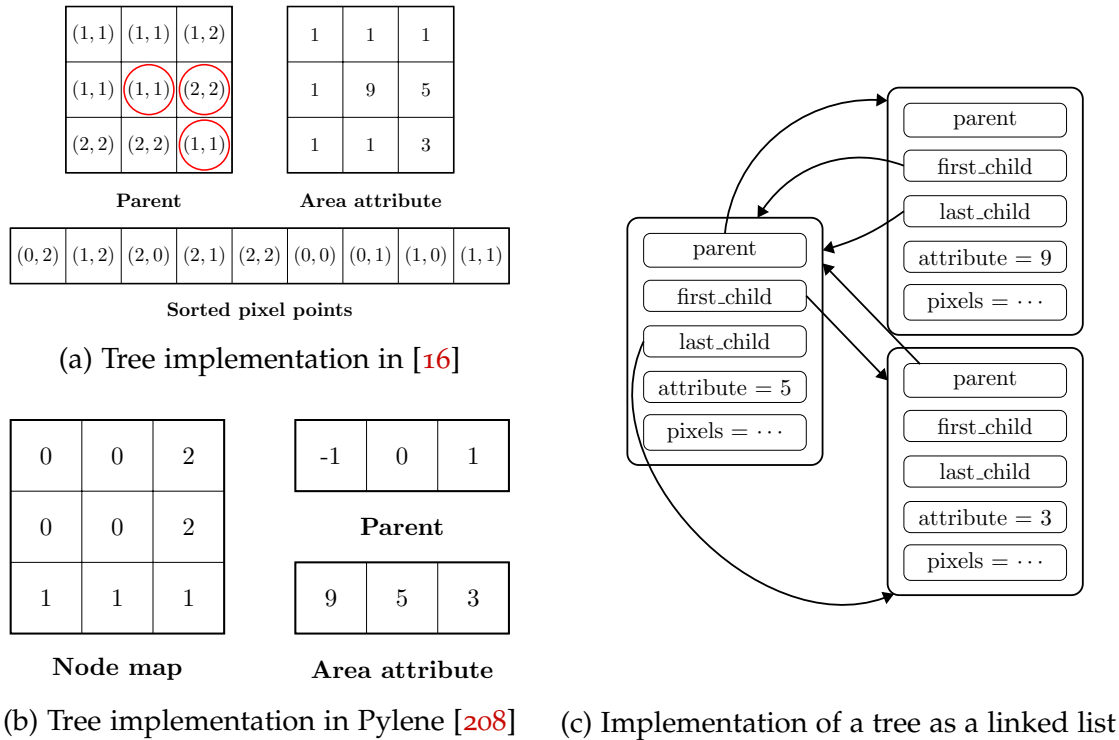 (1, 1) (1, 1) (1, 2)
(1, 1) (1, 1) (2, 2)
(2, 2) (2, 2) (1, 1)
Parent
1 1 1
1 9 5
1 1 3
Area attribute
(0, 2) (1, 2) (2, 0) (2, 1) (2, 2) (0, 0) (0, 1) (1, 0) (1, 1)
Sorted pixel points
(a) Tree implementation in [16]
0 0 2
0 0 2
1 1 1
Node map
-1 0 1
Parent
9 5 3
Area attribute
(b) Tree implementation in Pylene [208]
parent
first_child
last_child
attribute = 5
pixels = ···
parent
first_child
last_child
attribute = 9
pixels = ···
parent
first_child
last_child
attribute = 3
pixels = ···
(c) Implementation of a tree as a linked list